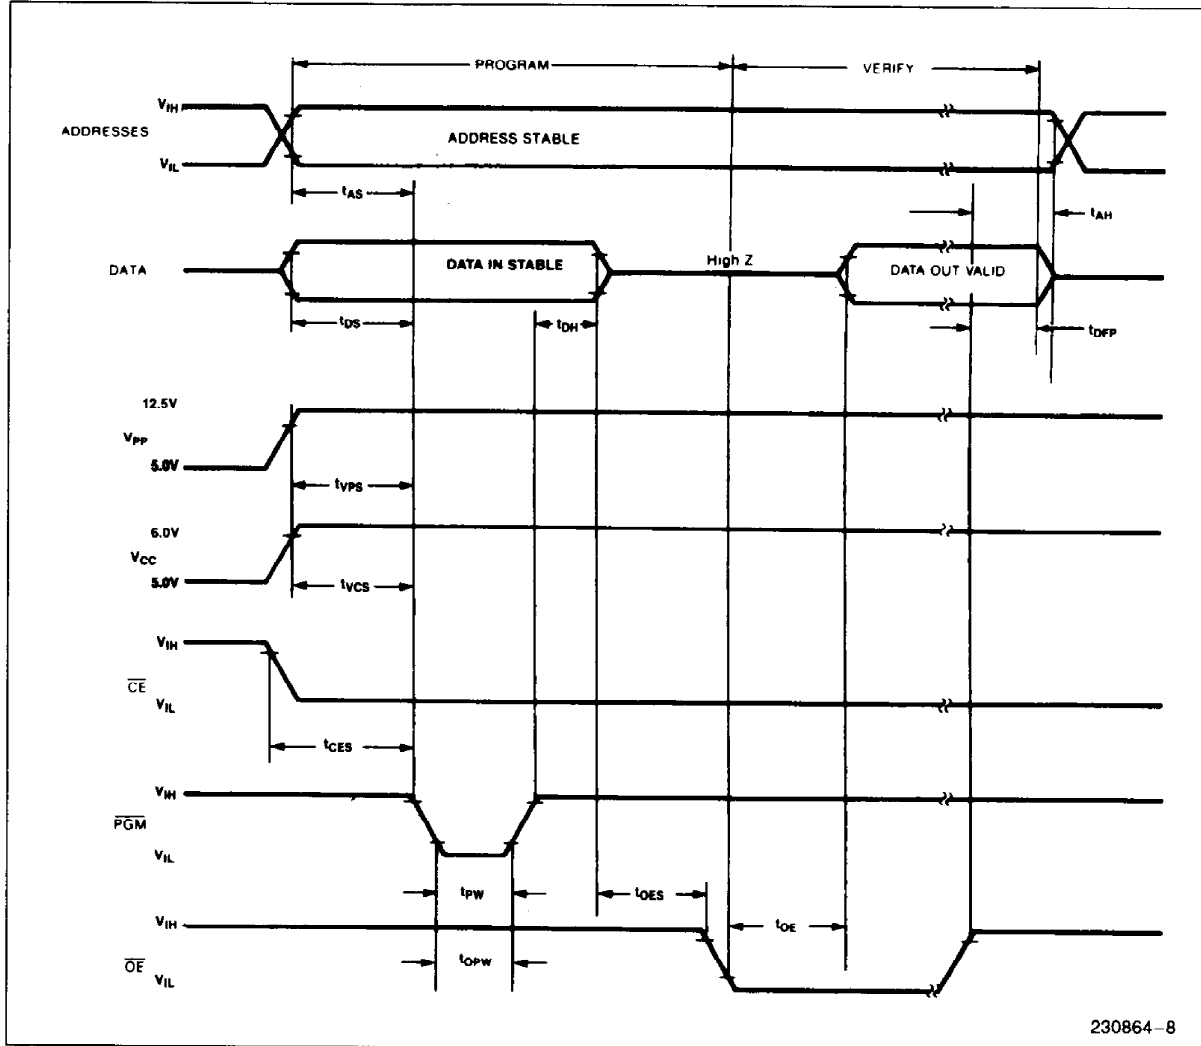 PROGRAM
VERIFY
VIH
ADDRESSES
ADDRESS STABLE
VIL
tAS
tAH
DATA
DATA IN STABLE
High Z
DATA OUT VALID
tDS
tDH
tDFP
12.5V
VPP
5.0V
tVPS
6.0V
VCC
5.0V
tVCS
VIH
CE
VIL
tCES
VIH
PGM
VIL
tPW
tOES
VIH
tOE
OE
tOPW
VIL
230864-8